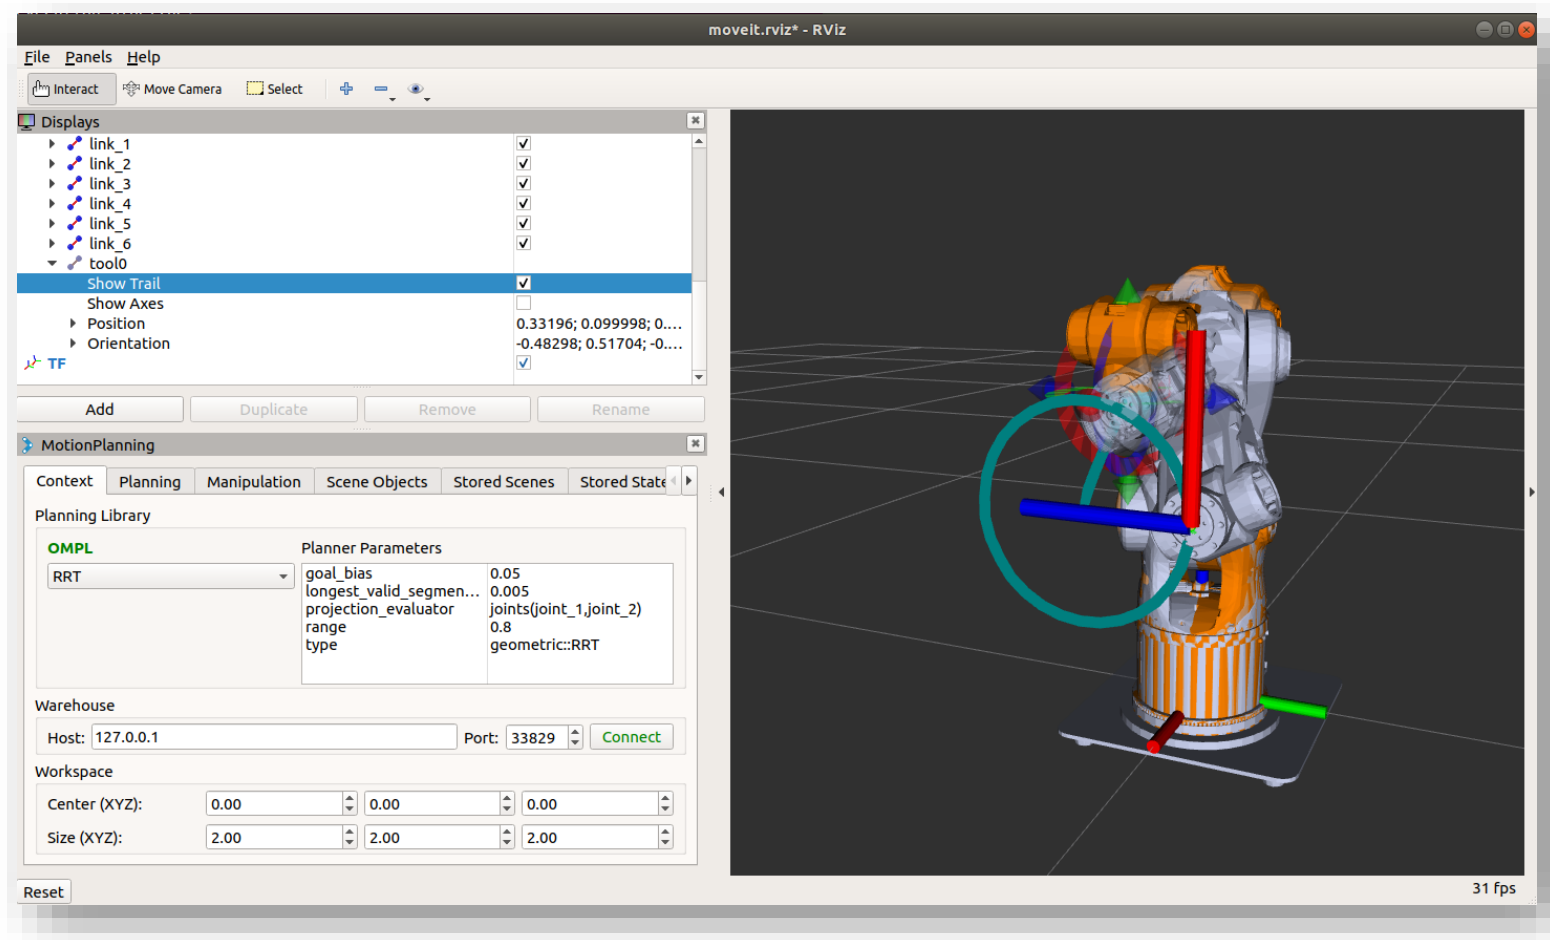 moveit.rviz* - RViz
File Panels Help
Interact Move Camera Select
Displays
link_1
link_2
link_3
link_4
link_5
link_6
tool0
Show Trail
Show Axes
Position 0.33196; 0.099998; 0....
Orientation -0.48298; 0.51704; -0....
TF
Add Duplicate Remove Rename
MotionPlanning
Context Planning Manipulation Scene Objects Stored Scenes Stored State
Planning Library
OMPL Planner Parameters
RRT
goal_bias 0.05
longest_valid_segmen... 0.005
projection_evaluator joints(joint_1,joint_2)
range 0.8
type geometric::RRT
Warehouse
Host: 127.0.0.1 Port: 33829 Connect
Workspace
Center (XYZ): 0.00 0.00 0.00
Size (XYZ): 2.00 2.00 2.00
Reset 31 fps